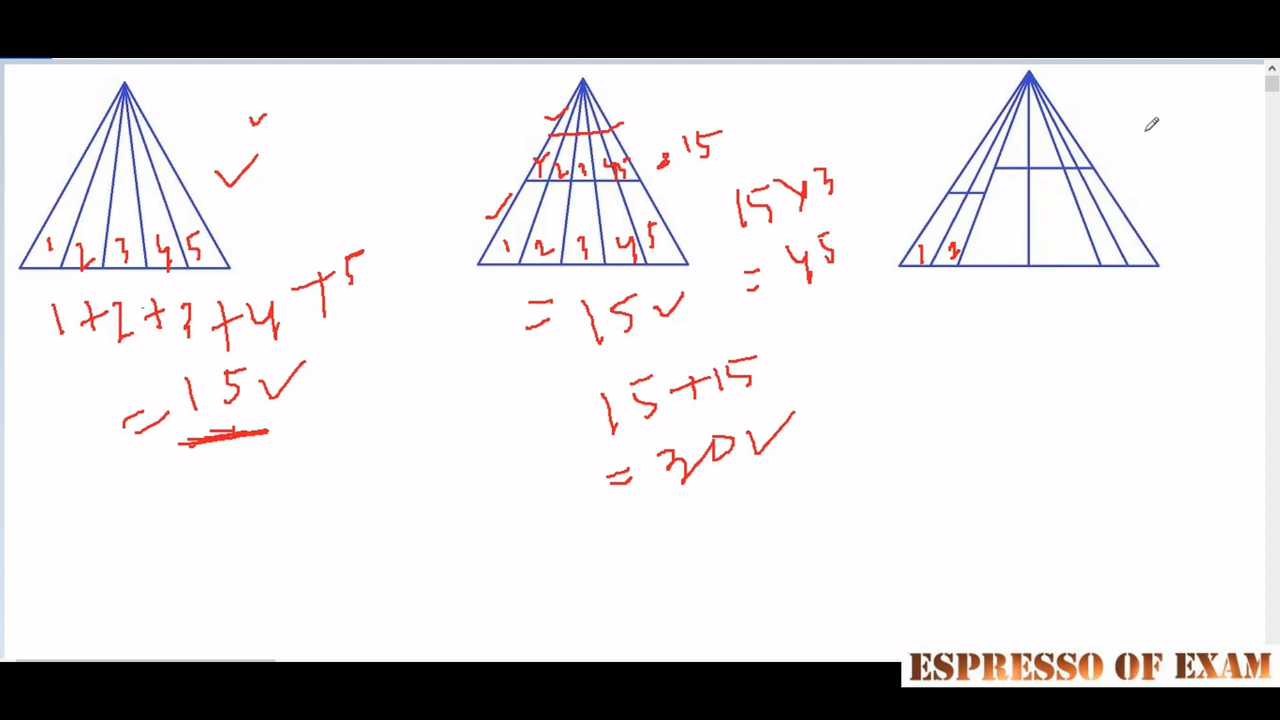 1 2 3 4 5
1+2+3+4+5
=15
1 2 3 4 5
=15
1 2 3 4 5
=15
15+15
=30
15×3
=45
1 2
ESPRESSO OF EXAM